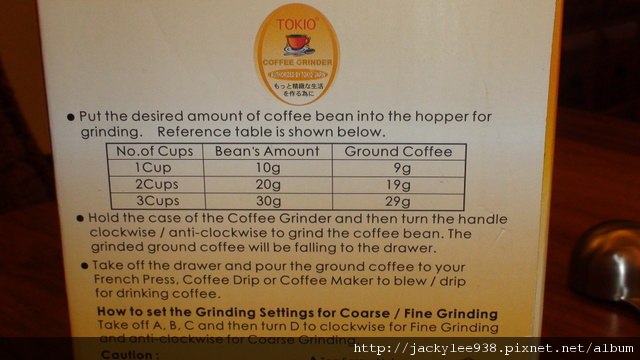 TOKIO
COFFEE GRINDER
AUTHORIZED BY TOKIO JAPAN
もっと精緻な生活
を作る為に
● Put the desired amount of coffee bean into the hopper for
grinding. Reference table is shown below.
No.of Cups Bean's Amount Ground Coffee
1Cup 10g 9g
2Cups 20g 19g
3Cups 30g 29g
● Hold the case of the Coffee Grinder and then turn the handle
clockwise / anti-clockwise to grind the coffee bean. The
grinded ground coffee will be falling to the drawer.
● Take off the drawer and pour the ground coffee to your
French Press, Coffee Drip or Coffee Maker to blew / drip
for drinking coffee.
How to set the Grinding Settings for Coarse / Fine Grinding
Take off A, B, C and then turn D to clockwise for Fine Grinding
and anti-clockwise for Coarse Grinding.
Caution :
http://jackylee938.pixnet.net/album